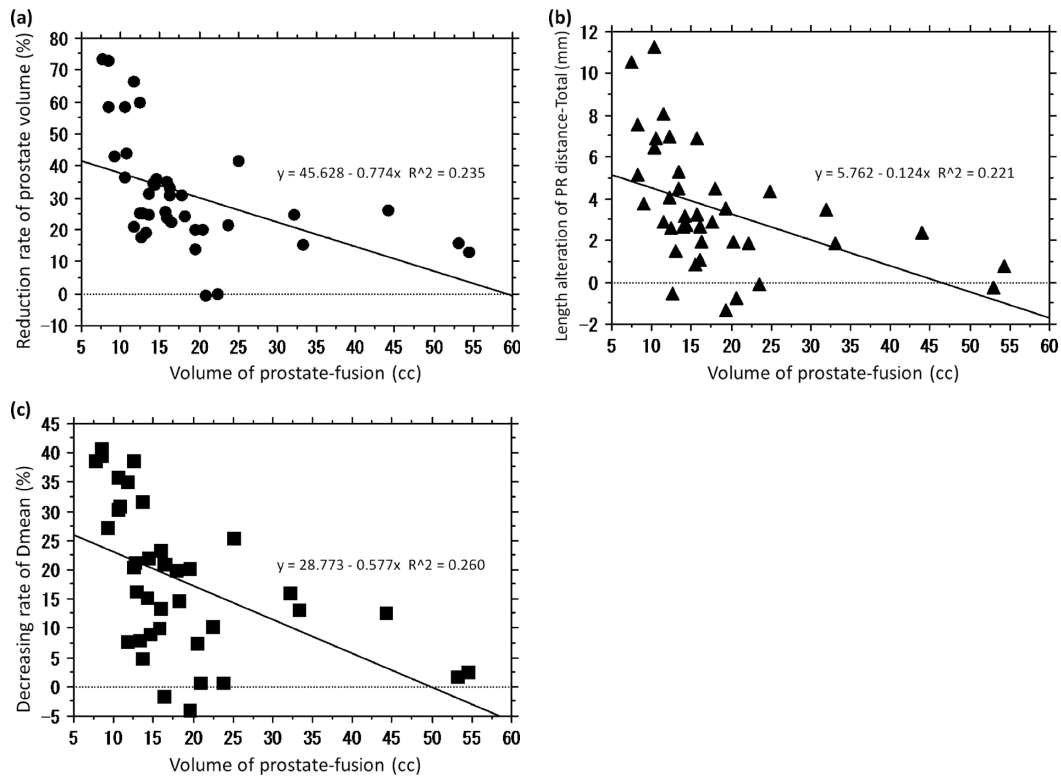 (a)
Reduction rate of prostate volume (%)
80
70
60
50
40
30
20
10
0
−10
y = 45.628 - 0.774x R^2 = 0.235
5 10 15 20 25 30 35 40 45 50 55 60
Volume of prostate-fusion (cc)
(b)
Length alteration of PR distance-Total (mm)
12
10
8
6
4
2
0
−2
y = 5.762 - 0.124x R^2 = 0.221
5 10 15 20 25 30 35 40 45 50 55 60
Volume of prostate-fusion (cc)
(c)
Decreasing rate of Dmean (%)
45
40
35
30
25
20
15
10
5
0
−5
y = 28.773 - 0.577x R^2 = 0.260
5 10 15 20 25 30 35 40 45 50 55 60
Volume of prostate-fusion (cc)